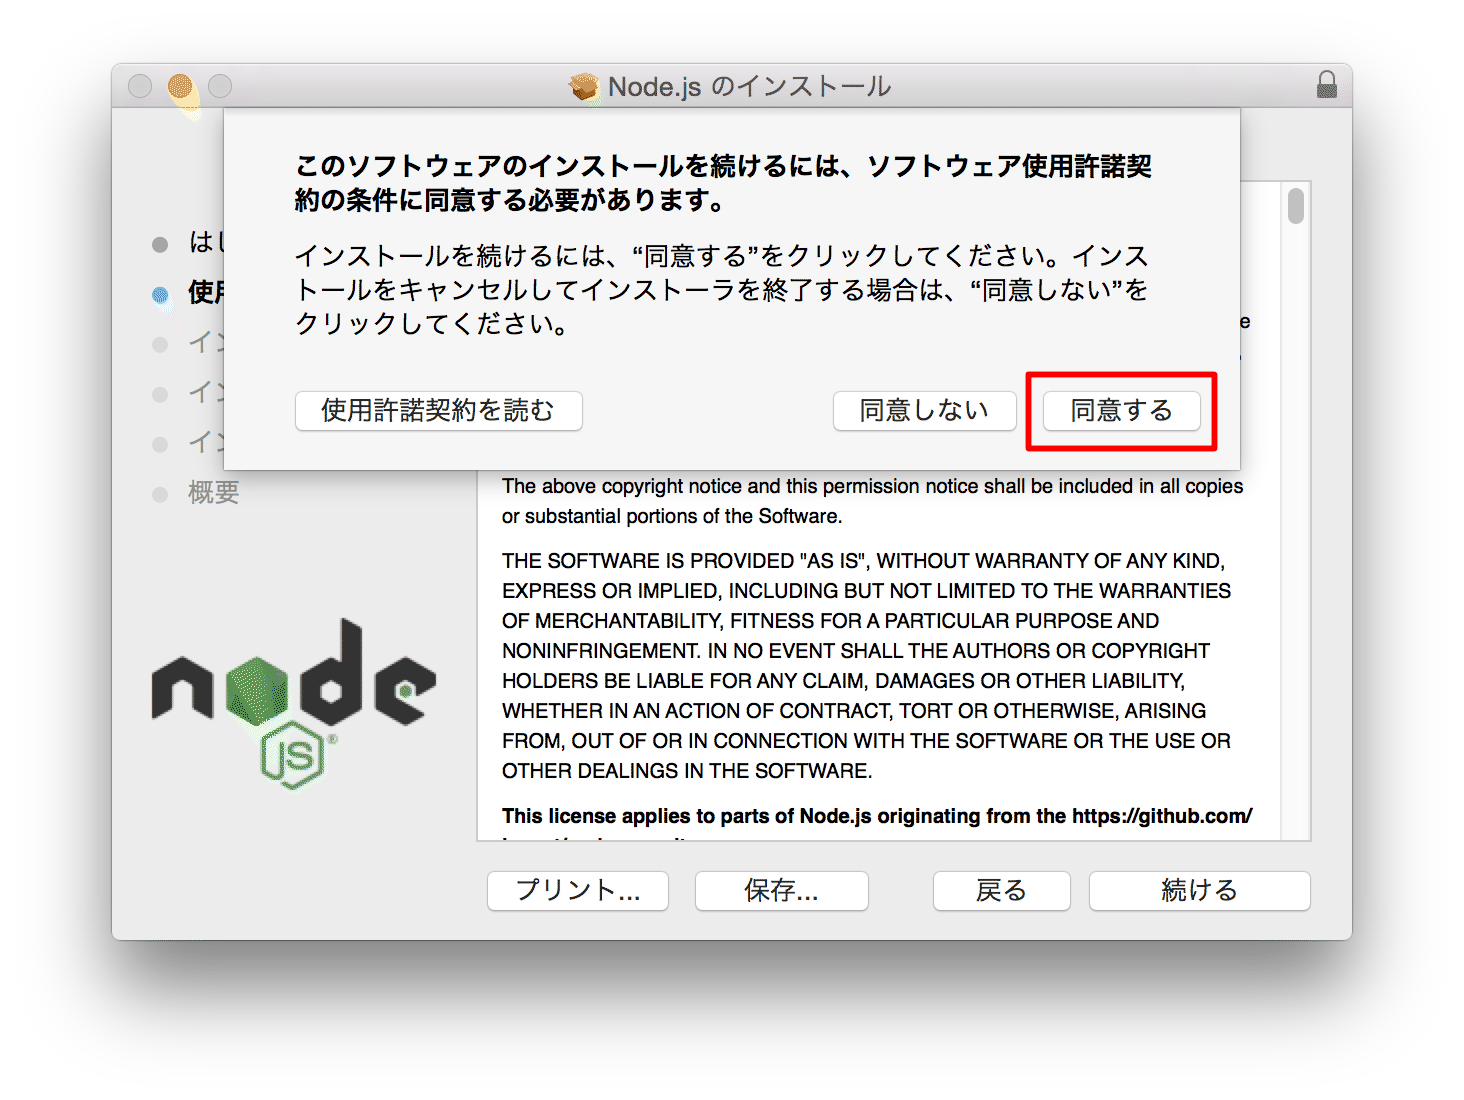 Node.js のインストール
このソフトウェアのインストールを続けるには、ソフトウェア使用許諾契
約の条件に同意する必要があります。
インストールを続けるには、“同意する”をクリックしてください。インス
トールをキャンセルしてインストーラを終了する場合は、“同意しない”を
クリックしてください。
使用許諾契約を読む
同意しない
同意する
は
使用
イン
イン
イン
概要
node
JS
®
The above copyright notice and this permission notice shall be included in all copies
or substantial portions of the Software.
THE SOFTWARE IS PROVIDED "AS IS", WITHOUT WARRANTY OF ANY KIND,
EXPRESS OR IMPLIED, INCLUDING BUT NOT LIMITED TO THE WARRANTIES
OF MERCHANTABILITY, FITNESS FOR A PARTICULAR PURPOSE AND
NONINFRINGEMENT. IN NO EVENT SHALL THE AUTHORS OR COPYRIGHT
HOLDERS BE LIABLE FOR ANY CLAIM, DAMAGES OR OTHER LIABILITY,
WHETHER IN AN ACTION OF CONTRACT, TORT OR OTHERWISE, ARISING
FROM, OUT OF OR IN CONNECTION WITH THE SOFTWARE OR THE USE OR
OTHER DEALINGS IN THE SOFTWARE.
This license applies to parts of Node.js originating from the https://github.com/
プリント...
保存...
戻る
続ける